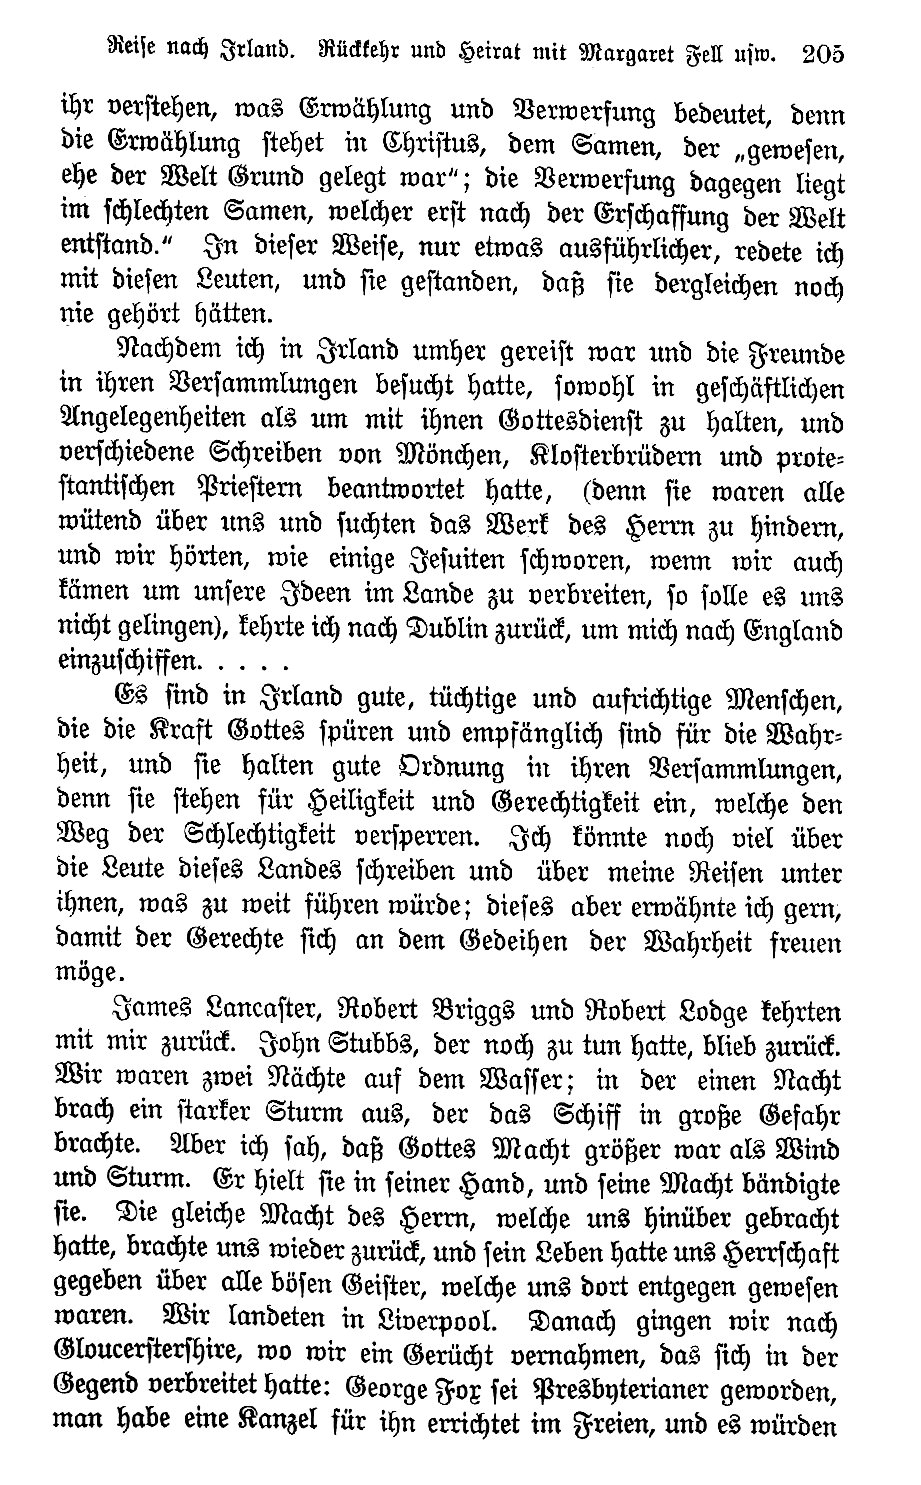 Reise nach Irland. Rückkehr und Heirat mit Margaret Fell usw. 205
ihr verstehen, was Erwählung und Verwerfung bedeutet, denn
die Erwählung stehet in Christus, dem Samen, der „gewesen,
ehe der Welt Grund gelegt war“; die Verwerfung dagegen liegt
im schlechten Samen, welcher erst nach der Erschaffung der Welt
entstand.“ In dieser Weise, nur etwas ausführlicher, redete ich
mit diesen Leuten, und sie gestanden, daß sie dergleichen noch
nie gehört hätten.
Nachdem ich in Irland umher gereist war und die Freunde
in ihren Versammlungen besucht hatte, sowohl in geschäftlichen
Angelegenheiten als um mit ihnen Gottesdienst zu halten, und
verschiedene Schreiben von Mönchen, Klosterbrüdern und prote-
stantischen Priestern beantwortet hatte, (denn sie waren alle
wütend über uns und suchten das Werk des Herrn zu hindern,
und wir hörten, wie einige Jesuiten schworen, wenn wir auch
kämen um unsere Ideen im Lande zu verbreiten, so solle es uns
nicht gelingen), kehrte ich nach Dublin zurück, um mich nach England
einzuschiffen. . . . .
Es sind in Irland gute, tüchtige und aufrichtige Menschen,
die die Kraft Gottes spüren und empfänglich sind für die Wahr-
heit, und sie halten gute Ordnung in ihren Versammlungen,
denn sie stehen für Heiligkeit und Gerechtigkeit ein, welche den
Weg der Schlechtigkeit versperren. Ich könnte noch viel über
die Leute dieses Landes schreiben und über meine Reisen unter
ihnen, was zu weit führen würde; dieses aber erwähnte ich gern,
damit der Gerechte sich an dem Gedeihen der Wahrheit freuen
möge.
James Lancaster, Robert Briggs und Robert Lodge kehrten
mit mir zurück. John Stubbs, der noch zu tun hatte, blieb zurück.
Wir waren zwei Nächte auf dem Wasser; in der einen Nacht
brach ein starker Sturm aus, der das Schiff in große Gefahr
brachte. Aber ich sah, daß Gottes Macht größer war als Wind
und Sturm. Er hielt sie in seiner Hand, und seine Macht bändigte
sie. Die gleiche Macht des Herrn, welche uns hinüber gebracht
hatte, brachte uns wieder zurück, und sein Leben hatte uns Herrschaft
gegeben über alle bösen Geister, welche uns dort entgegen gewesen
waren. Wir landeten in Liverpool. Danach gingen wir nach
Gloucerstershire, wo wir ein Gerücht vernahmen, das sich in der
Gegend verbreitet hatte: George Fox sei Presbyterianer geworden,
man habe eine Kanzel für ihn errichtet im Freien, und es würden